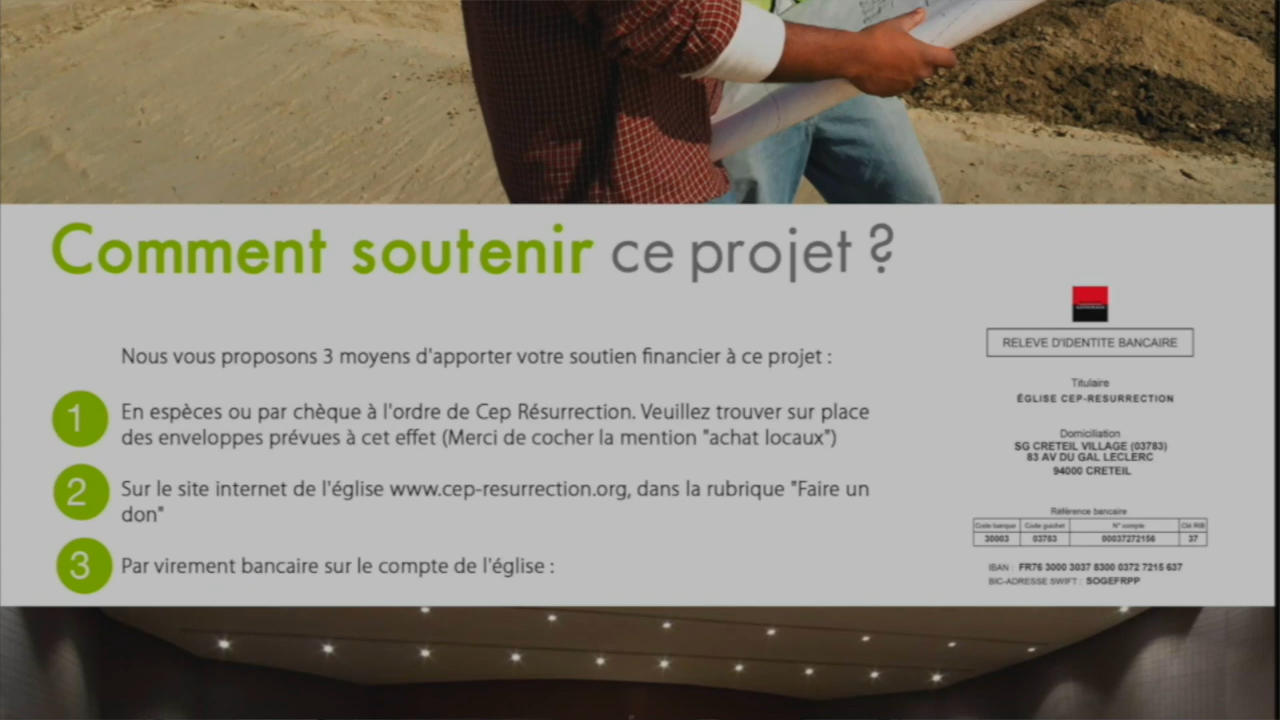 Comment soutenir ce projet ?
Nous vous proposons 3 moyens d'apporter votre soutien financier à ce projet :
1
En espèces ou par chèque à l'ordre de Cep Résurrection. Veuillez trouver sur place
des enveloppes prévues à cet effet (Merci de cocher la mention "achat locaux")
2
Sur le site internet de l'église www.cep-resurrection.org, dans la rubrique "Faire un
don"
3
Par virement bancaire sur le compte de l'église :
RELEVE D'IDENTITE BANCAIRE
Titulaire
ÉGLISE CEP-RESURRECTION
Domiciliation
SG CRETEIL VILLAGE (03783)
83 AV DU GAL LECLERC
94000 CRETEIL
Référence bancaire
Code banque Code guichet N° compte Clé RIB
30003 03783 00037272156 37
IBAN : FR76 3000 3037 8300 0372 7215 637
BIC-ADRESSE SWIFT : SOGEFRPP